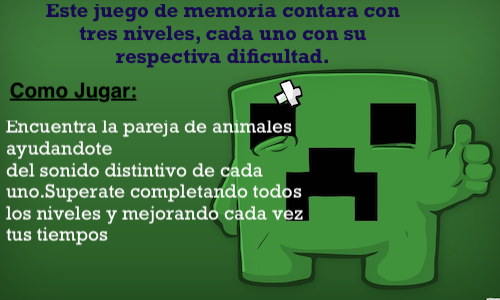 Este juego de memoria contara con
tres niveles, cada uno con su
respectiva dificultad.
Como Jugar:
Encuentra la pareja de animales
ayudandote
del sonido distintivo de cada
uno.Superate completando todos
los niveles y mejorando cada vez
tus tiempos